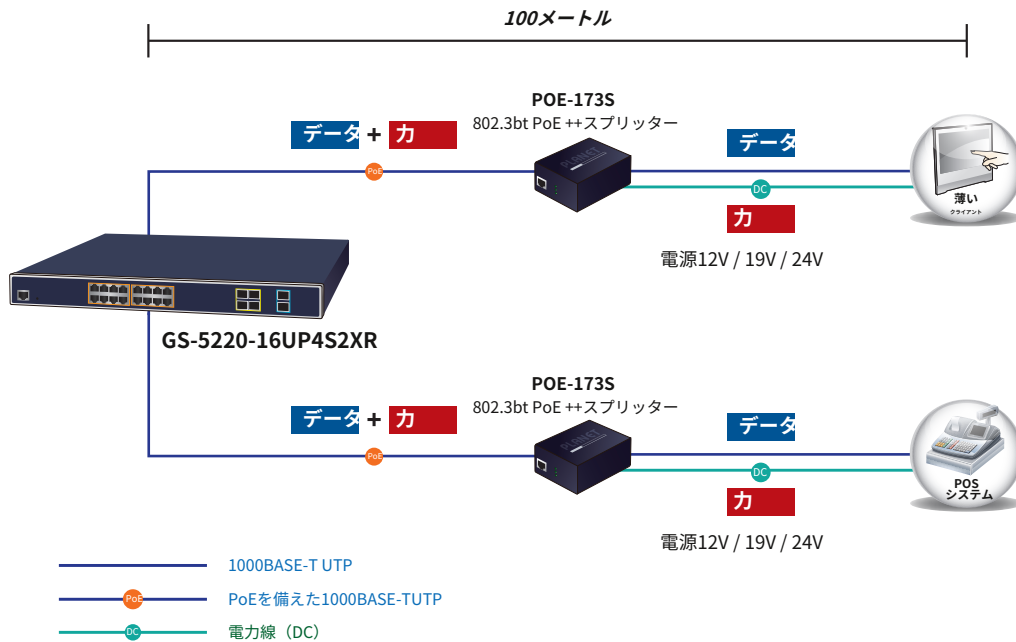 100メートル
POE-173S
802.3bt PoE ++スプリッター
データ + 力
データ
PoE
PLANET
DC
力
薄い
クライアント
電源12V / 19V / 24V
GS-5220-16UP4S2XR
POE-173S
802.3bt PoE ++スプリッター
データ + 力
データ
PoE
PLANET
DC
力
POS
システム
電源12V / 19V / 24V
1000BASE-T UTP
PoE PoEを備えた1000BASE-TUTP
DC 電力線（DC）